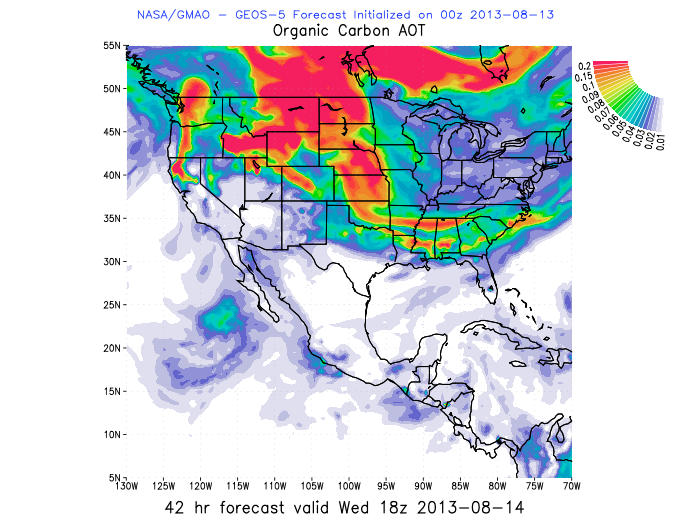 NASA/GMAO - GEOS-5 Forecast Initialized on 00z 2013-08-13
Organic Carbon AOT
55N
50N
45N
40N
35N
30N
25N
20N
15N
10N
5N
130W 125W 120W 115W 110W 105W 100W 95W 90W 85W 80W 75W 70W
0.2
0.15
0.1
0.09
0.08
0.07
0.06
0.05
0.04
0.03
0.02
0.01
42 hr forecast valid Wed 18z 2013-08-14